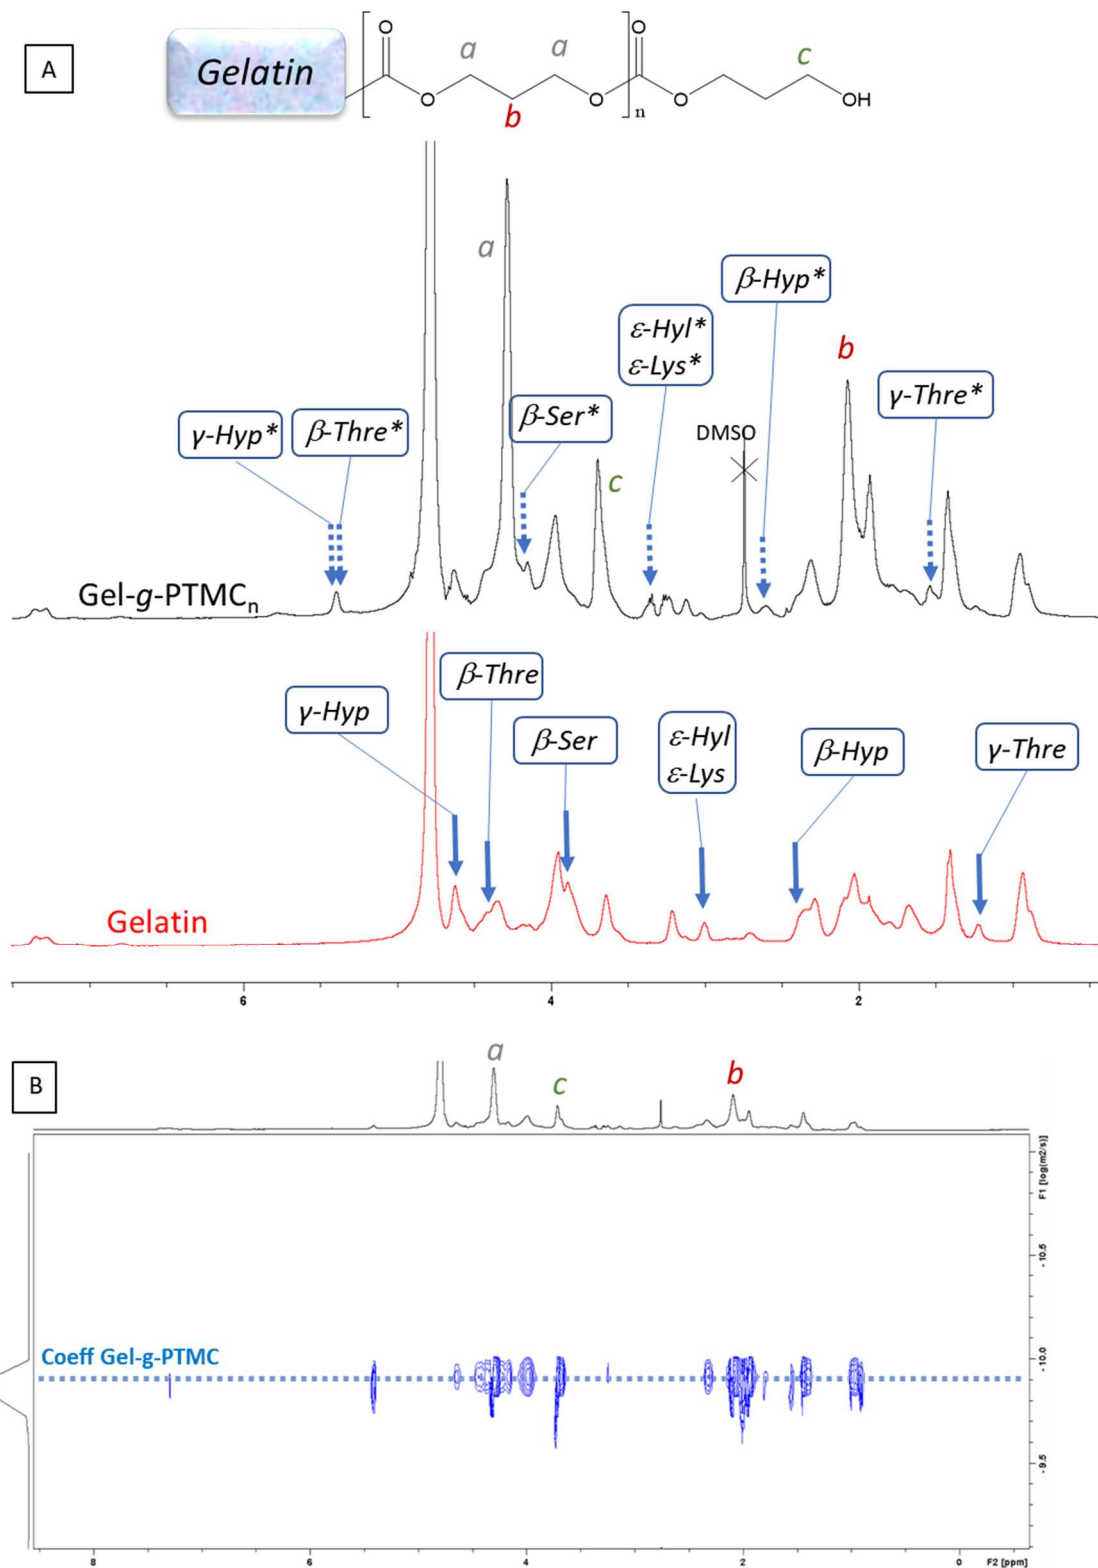 A
Gelatin
O
O
a
a
c
O
O
O
OH
b
n
a
β-Hyp*
ε-Hyl*
ε-Lys*
b
γ-Thre*
β-Ser*
γ-Hyp*
β-Thre*
DMSO
c
Gel-g-PTMCn
β-Thre
γ-Hyp
β-Ser
ε-Hyl
ε-Lys
β-Hyp
γ-Thre
Gelatin
6
4
2
B
a
c
b
F1 [log(m2/s)]
-10.5
-10.0
-9.5
Coeff Gel-g-PTMC
8
6
4
2
0
F2 [ppm]